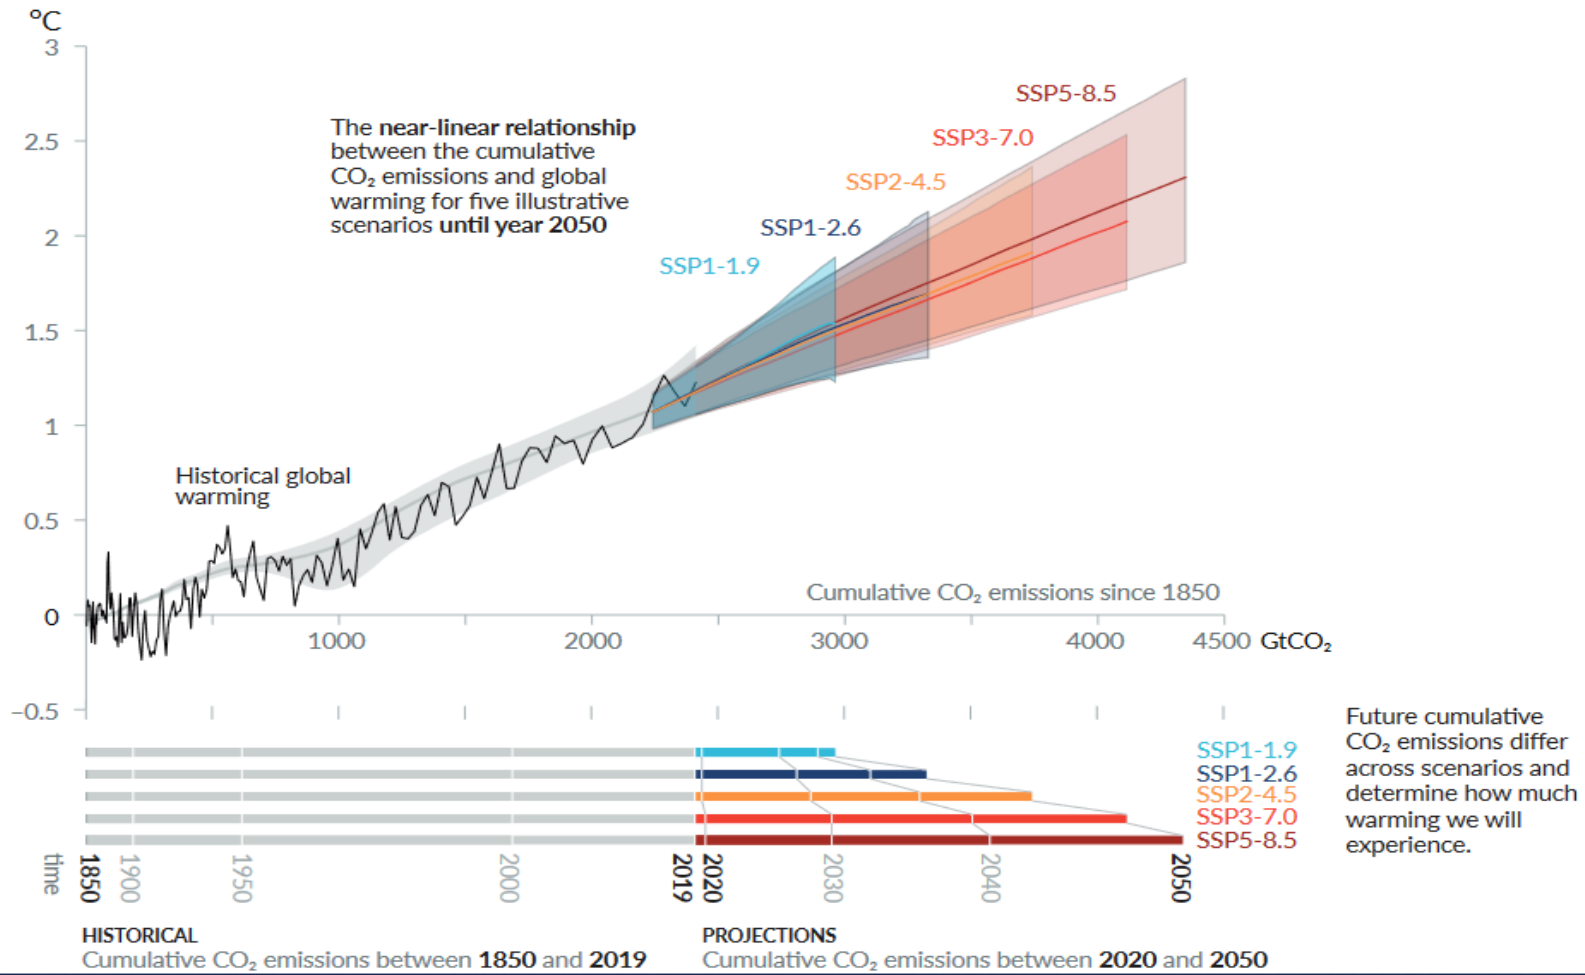 °C
3
2.5
2
1.5
1
0.5
0
−0.5
The near-linear relationship
between the cumulative
CO₂ emissions and global
warming for five illustrative
scenarios until year 2050
SSP5-8.5
SSP3-7.0
SSP2-4.5
SSP1-2.6
SSP1-1.9
Historical global
warming
Cumulative CO₂ emissions since 1850
1000
2000
3000
4000
4500 GtCO₂
SSP1-1.9
SSP1-2.6
SSP2-4.5
SSP3-7.0
SSP5-8.5
Future cumulative
CO₂ emissions differ
across scenarios and
determine how much
warming we will
experience.
time
1850
1900
1950
2000
2019
2020
2030
2040
2050
HISTORICAL
Cumulative CO₂ emissions between 1850 and 2019
PROJECTIONS
Cumulative CO₂ emissions between 2020 and 2050